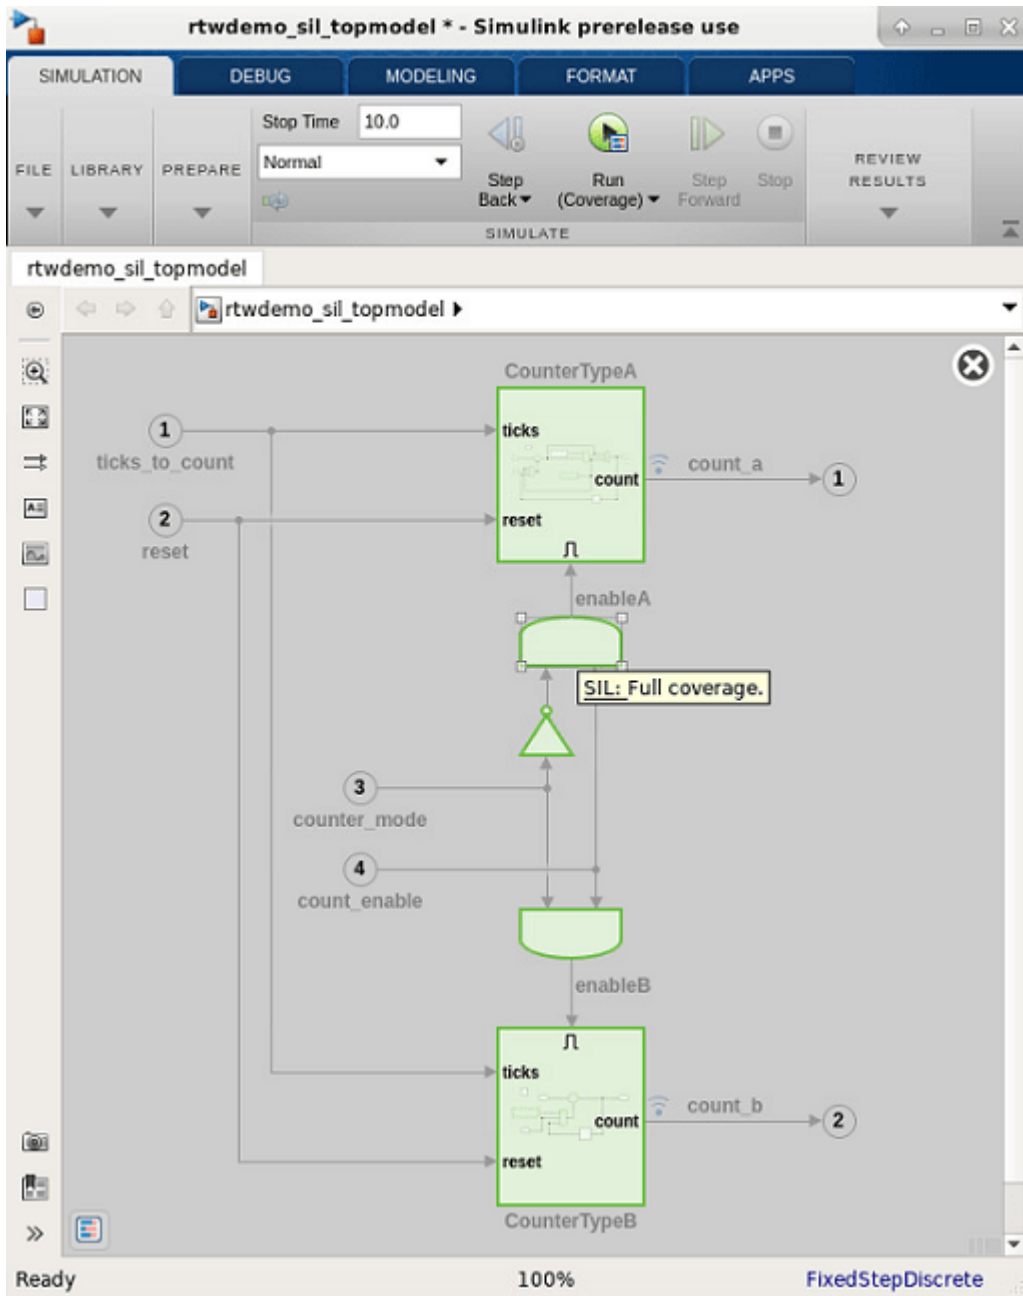 rtwdemo_sil_topmodel * - Simulink prerelease use
SIMULATION DEBUG MODELING FORMAT APPS
FILE LIBRARY PREPARE
Stop Time 10.0
Normal
Step Back
Run (Coverage)
Step Forward
Stop
REVIEW RESULTS
SIMULATE
rtwdemo_sil_topmodel
rtwdemo_sil_topmodel
CounterTypeA
1
ticks_to_count
ticks
count
count_a
1
2
reset
reset
enableA
SIL: Full coverage.
3
counter_mode
4
count_enable
enableB
ticks
count
count_b
2
reset
CounterTypeB
Ready 100% FixedStepDiscrete